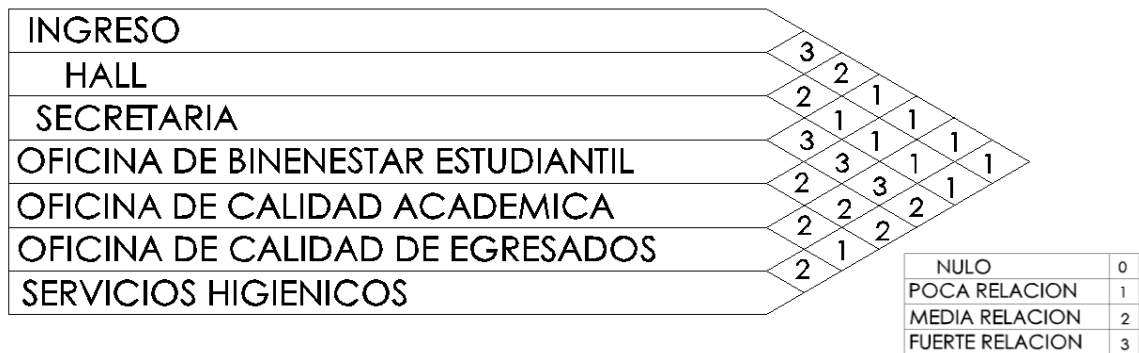 INGRESO
3
HALL
2
2 1
SECRETARIA
1 1
3 1 1
OFICINA DE BINENESTAR ESTUDIANTIL
3 1 1
2 3 1
OFICINA DE CALIDAD ACADEMICA
2 2
2 2
OFICINA DE CALIDAD DE EGRESADOS
1
2
SERVICIOS HIGIENICOS
NULO 0
POCA RELACION 1
MEDIA RELACION 2
FUERTE RELACION 3